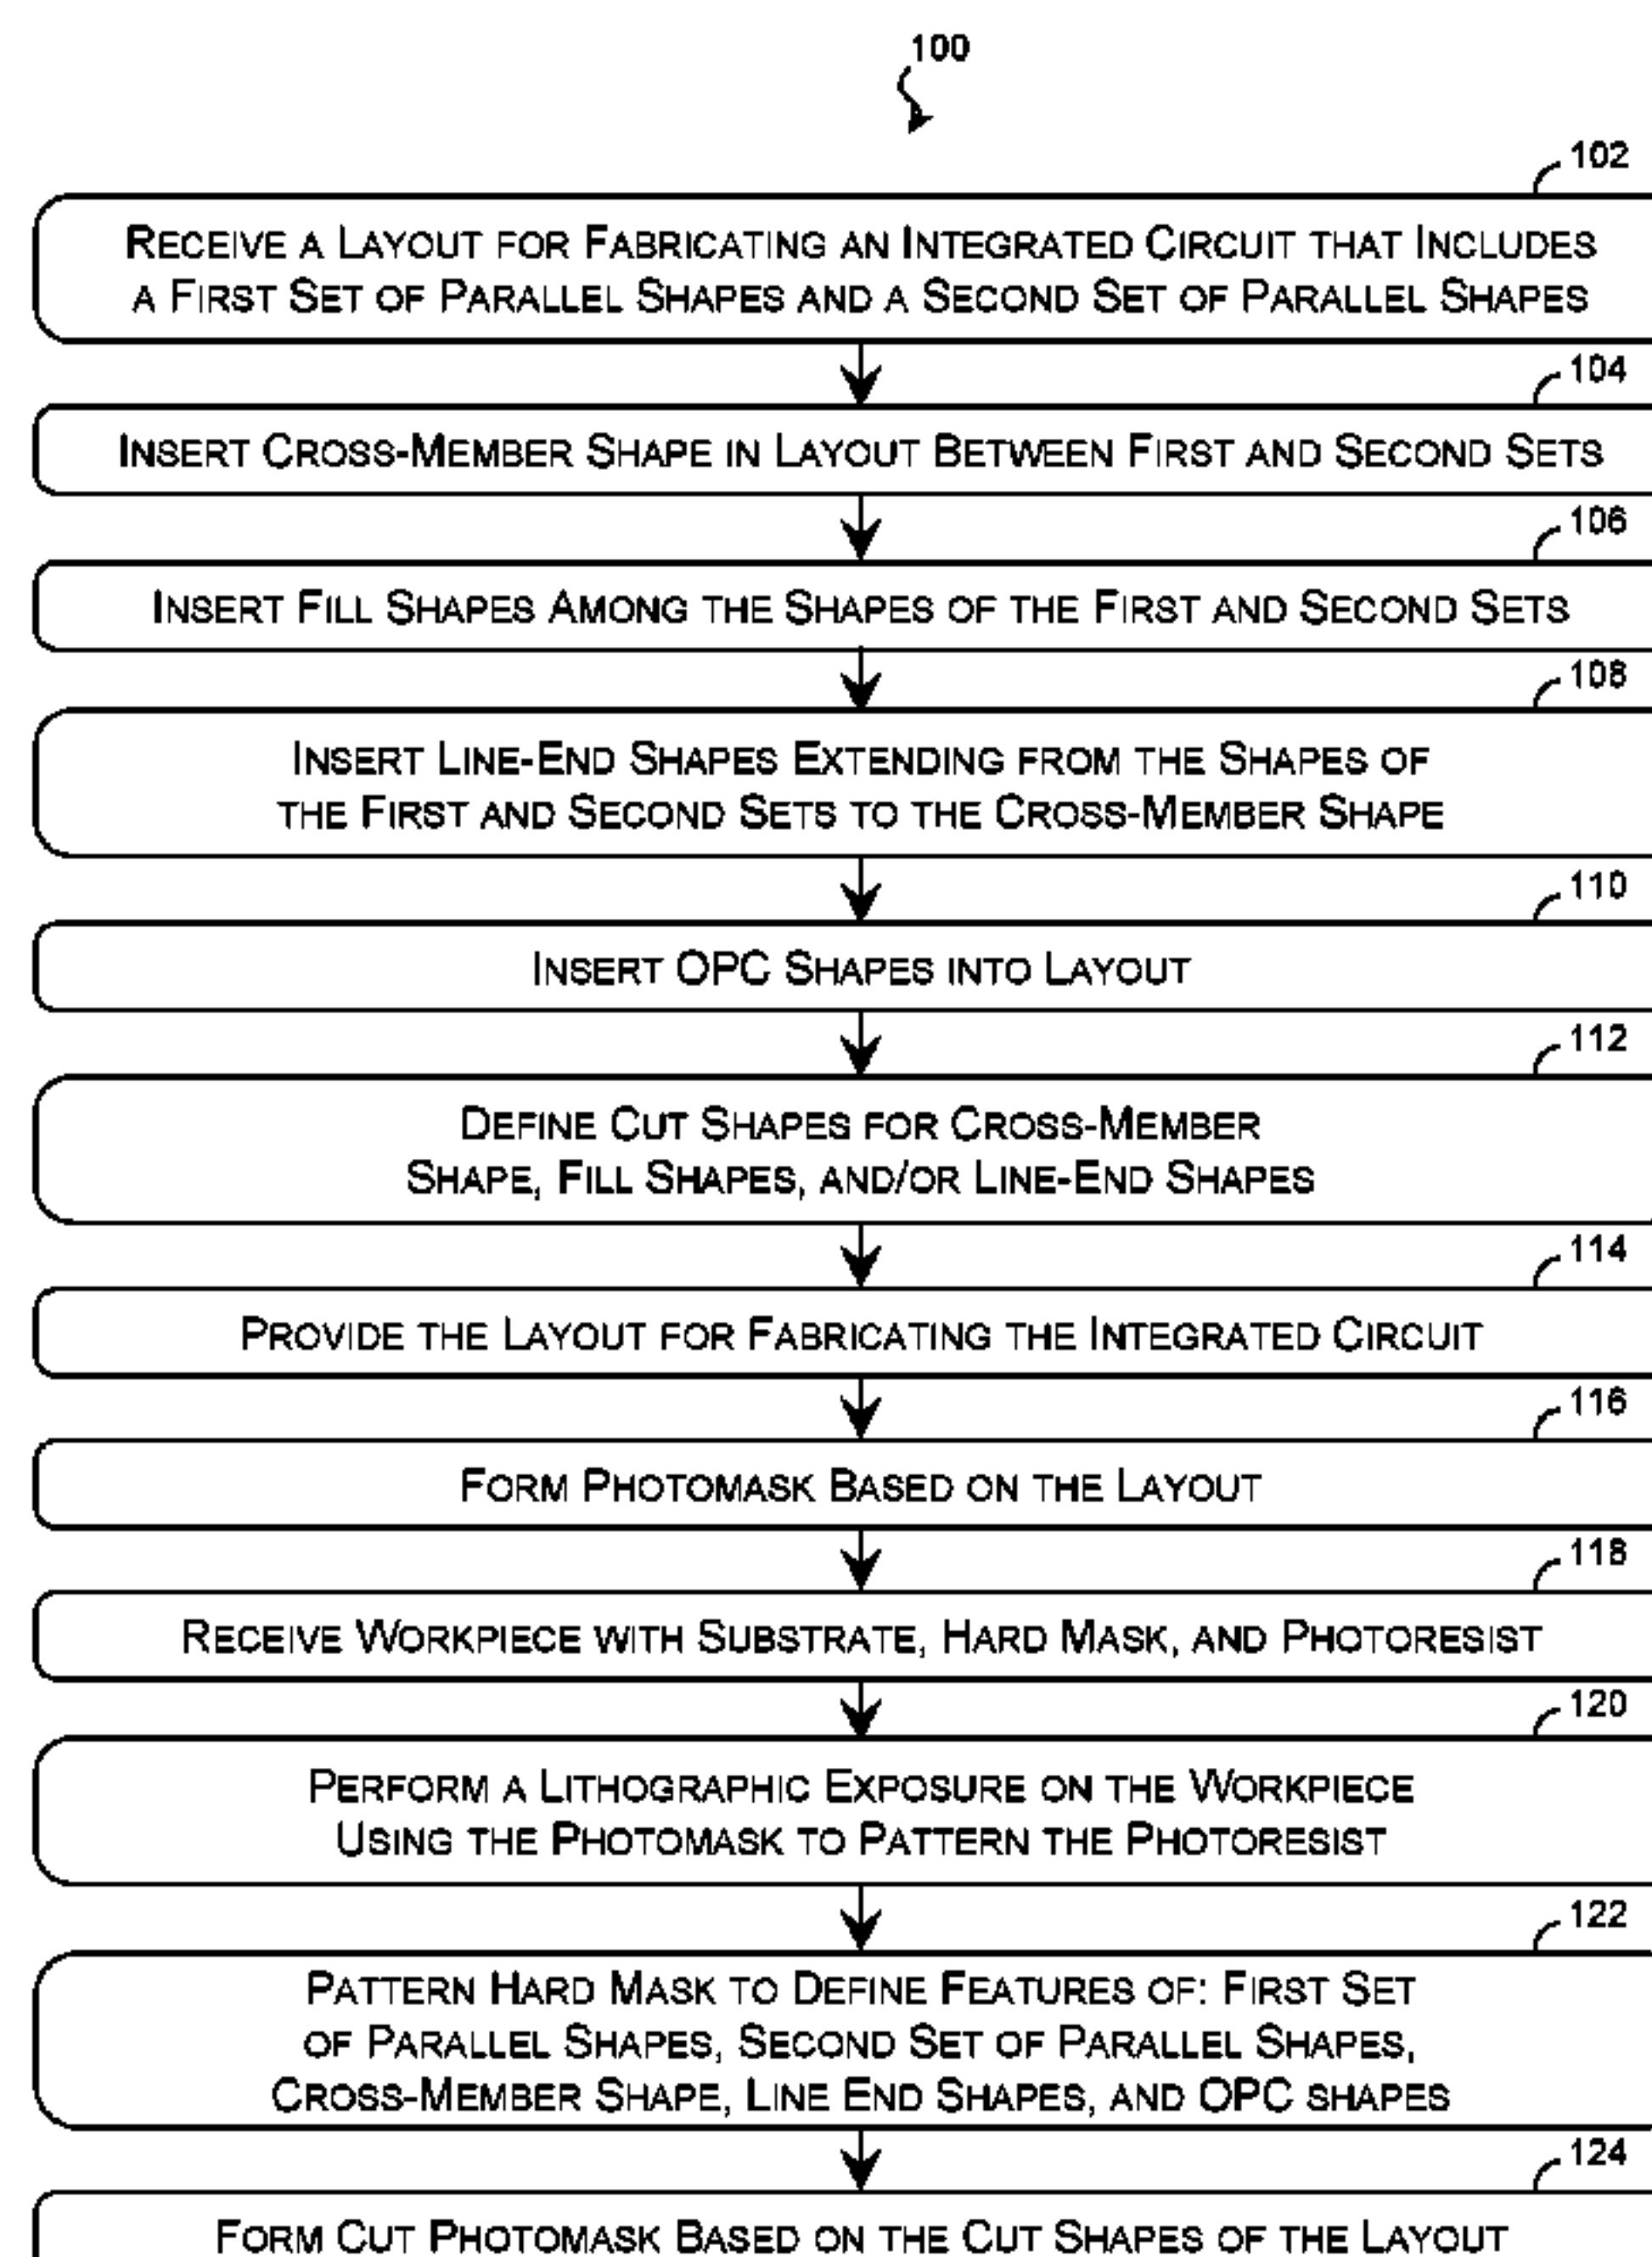 100
102
RECEIVE A LAYOUT FOR FABRICATING AN INTEGRATED CIRCUIT THAT INCLUDES
A FIRST SET OF PARALLEL SHAPES AND A SECOND SET OF PARALLEL SHAPES
104
INSERT CROSS-MEMBER SHAPE IN LAYOUT BETWEEN FIRST AND SECOND SETS
106
INSERT FILL SHAPES AMONG THE SHAPES OF THE FIRST AND SECOND SETS
108
INSERT LINE-END SHAPES EXTENDING FROM THE SHAPES OF
THE FIRST AND SECOND SETS TO THE CROSS-MEMBER SHAPE
110
INSERT OPC SHAPES INTO LAYOUT
112
DEFINE CUT SHAPES FOR CROSS-MEMBER
SHAPE, FILL SHAPES, AND/OR LINE-END SHAPES
114
PROVIDE THE LAYOUT FOR FABRICATING THE INTEGRATED CIRCUIT
116
FORM PHOTOMASK BASED ON THE LAYOUT
118
RECEIVE WORKPIECE WITH SUBSTRATE, HARD MASK, AND PHOTORESIST
120
PERFORM A LITHOGRAPHIC EXPOSURE ON THE WORKPIECE
USING THE PHOTOMASK TO PATTERN THE PHOTORESIST
122
PATTERN HARD MASK TO DEFINE FEATURES OF: FIRST SET
OF PARALLEL SHAPES, SECOND SET OF PARALLEL SHAPES,
CROSS-MEMBER SHAPE, LINE END SHAPES, AND OPC SHAPES
124
FORM CUT PHOTOMASK BASED ON THE CUT SHAPES OF THE LAYOUT